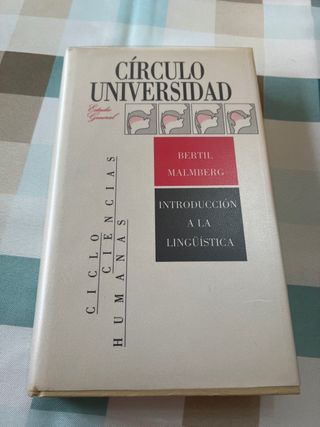 CÍRCULO
UNIVERSIDAD
Estudio
General
BERTIL
MALMBERG
INTRODUCCIÓN
A LA
LINGÜÍSTICA
CICLO
CIENCIAS
HUMANAS